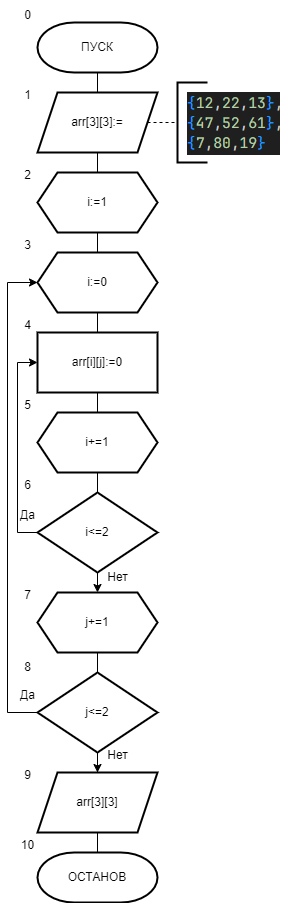 0
ПУСК
1
arr[3][3]:=
{12,22,13},
{47,52,61},
{7,80,19}
2
i:=1
3
i:=0
4
arr[i][j]:=0
5
i+=1
6
Да
i<=2
Нет
7
j+=1
8
Да
j<=2
Нет
9
arr[3][3]
10
ОСТАНОВ